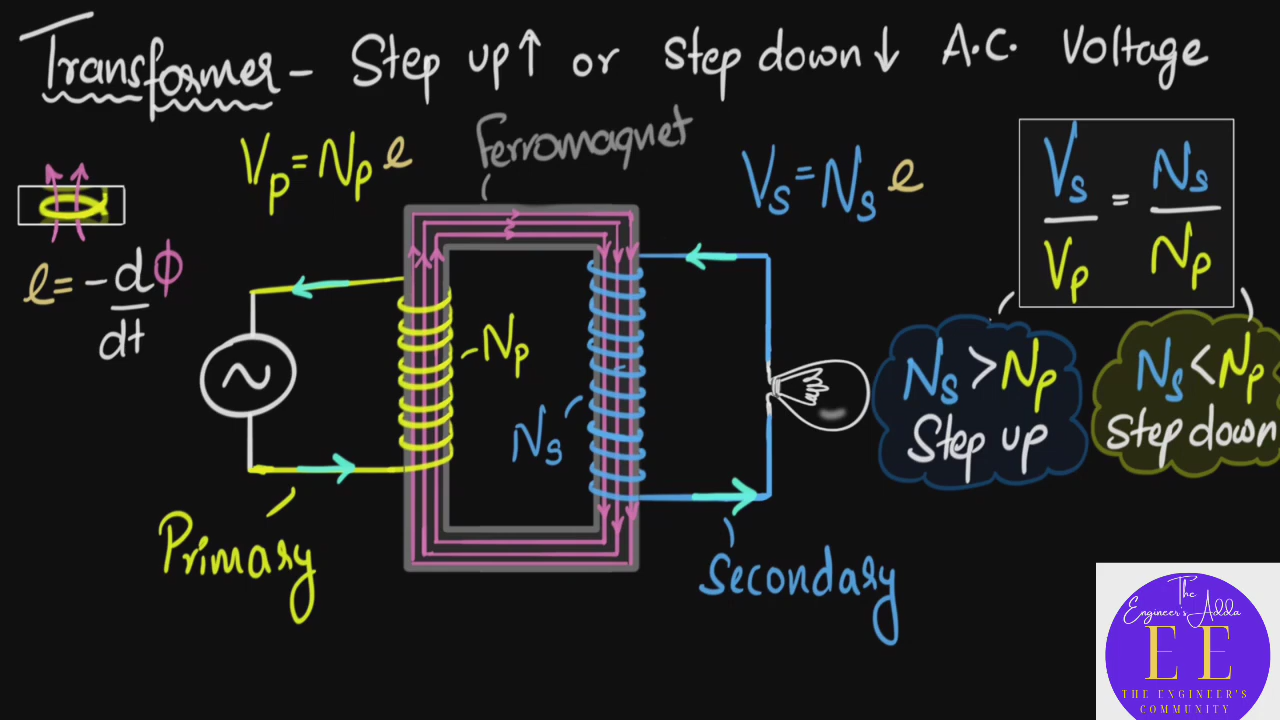 Transformer - Step up ↑ or step down ↓ A.C. Voltage
Ferromagnet
Vp = Np e
Vs = Ns e
Vs/Vp = Ns/Np
e = -dϕ/dt
Np
Ns
Ns > Np
Step up
Ns < Np
Step down
Primary
Secondary
The
Engineer's Adda
E E
THE ENGINEER'S
COMMUNITY